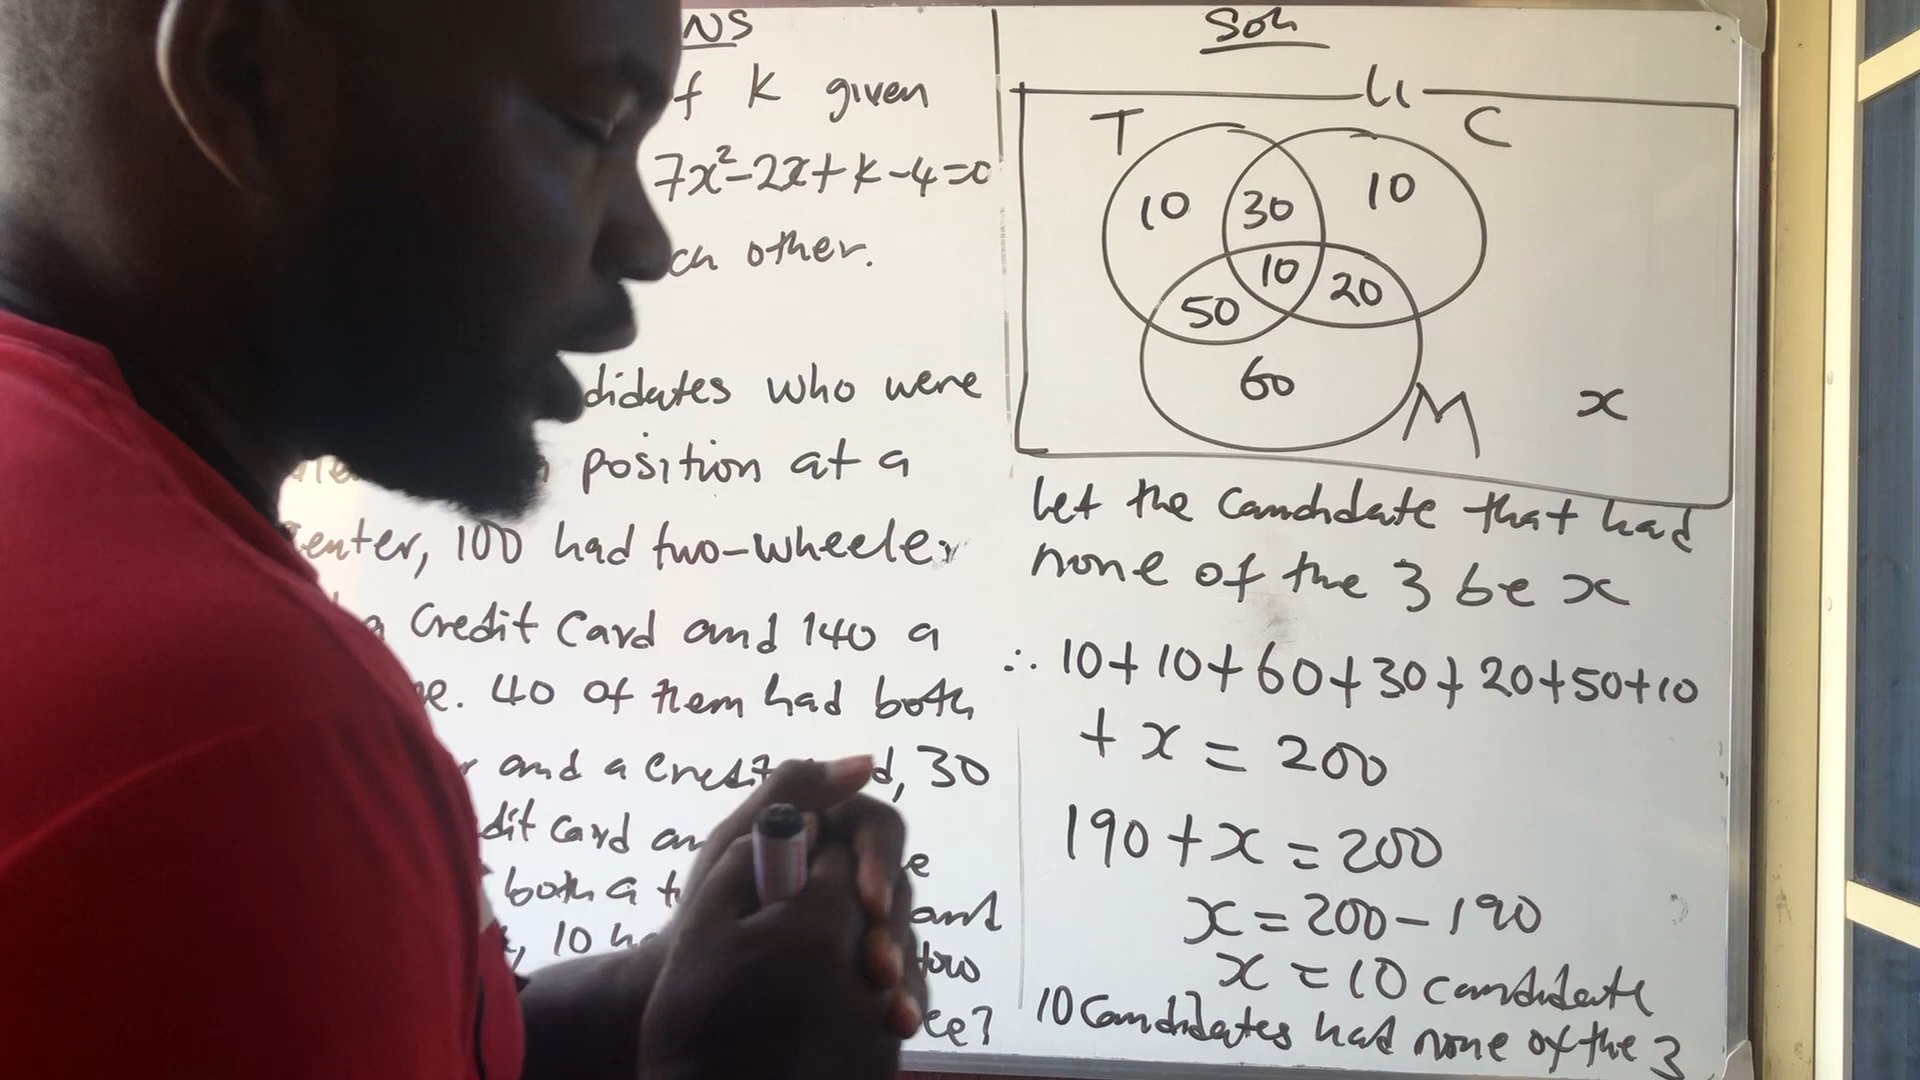 NS
f K given
7x²-2x+k-4=0
ch other.
didates who were
position at a
enter, 100 had two-wheeler
a Credit Card and 140 a
e. 40 of them had both
r and a credit d, 30
dit card an
e
both a t and
, 10 h How
ee?
Soln
U
T C
10 30 10
10
50 20
60
M x
Let the candidate that had
none of the 3 be x
∴ 10+10+60+30+20+50+10
+ x = 200
190+x = 200
x = 200-190
x = 10 candidate
10 Candidates had none of the 3